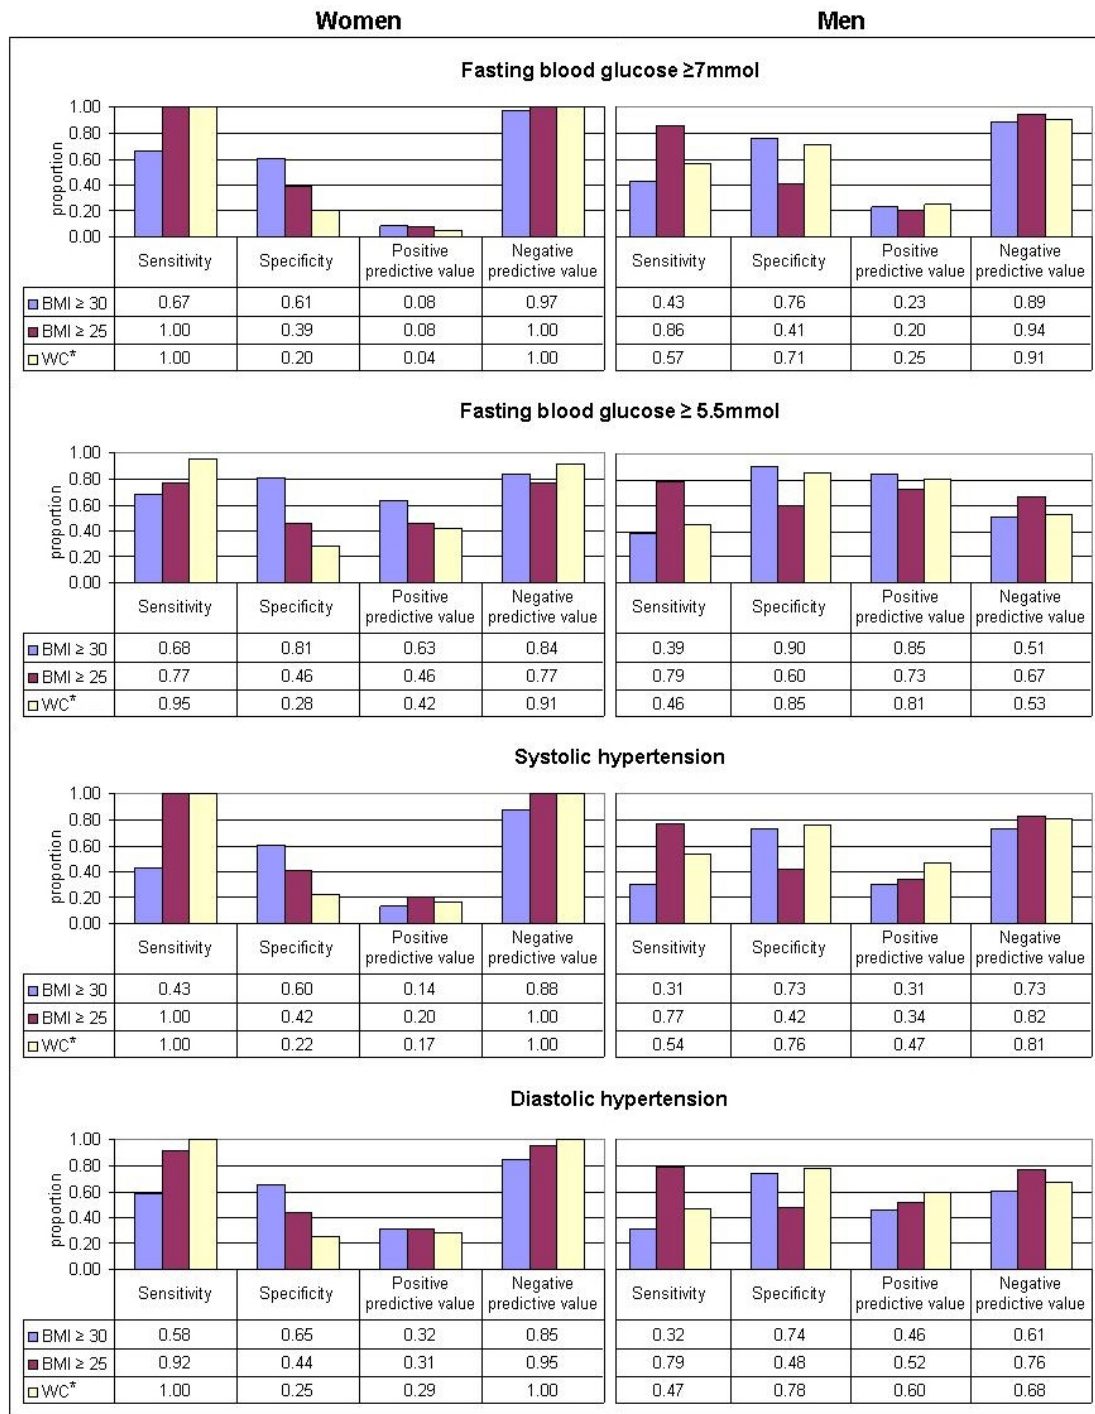 Women Men
Fasting blood glucose ≥7mmol
proportion
1.00
0.80
0.60
0.40
0.20
0.00
Sensitivity Specificity Positive predictive value Negative predictive value Sensitivity Specificity Positive predictive value Negative predictive value
BMI ≥ 30 0.67 0.61 0.08 0.97 0.43 0.76 0.23 0.89
BMI ≥ 25 1.00 0.39 0.08 1.00 0.86 0.41 0.20 0.94
WC* 1.00 0.20 0.04 1.00 0.57 0.71 0.25 0.91
Fasting blood glucose ≥ 5.5mmol
proportion
1.00
0.80
0.60
0.40
0.20
0.00
Sensitivity Specificity Positive predictive value Negative predictive value Sensitivity Specificity Positive predictive value Negative predictive value
BMI ≥ 30 0.68 0.81 0.63 0.84 0.39 0.90 0.85 0.51
BMI ≥ 25 0.77 0.46 0.46 0.77 0.79 0.60 0.73 0.67
WC* 0.95 0.28 0.42 0.91 0.46 0.85 0.81 0.53
Systolic hypertension
proportion
1.00
0.80
0.60
0.40
0.20
0.00
Sensitivity Specificity Positive predictive value Negative predictive value Sensitivity Specificity Positive predictive value Negative predictive value
BMI ≥ 30 0.43 0.60 0.14 0.88 0.31 0.73 0.31 0.73
BMI ≥ 25 1.00 0.42 0.20 1.00 0.77 0.42 0.34 0.82
WC* 1.00 0.22 0.17 1.00 0.54 0.76 0.47 0.81
Diastolic hypertension
proportion
1.00
0.80
0.60
0.40
0.20
0.00
Sensitivity Specificity Positive predictive value Negative predictive value Sensitivity Specificity Positive predictive value Negative predictive value
BMI ≥ 30 0.58 0.65 0.32 0.85 0.32 0.74 0.46 0.61
BMI ≥ 25 0.92 0.44 0.31 0.95 0.79 0.48 0.52 0.76
WC* 1.00 0.25 0.29 1.00 0.47 0.78 0.60 0.68